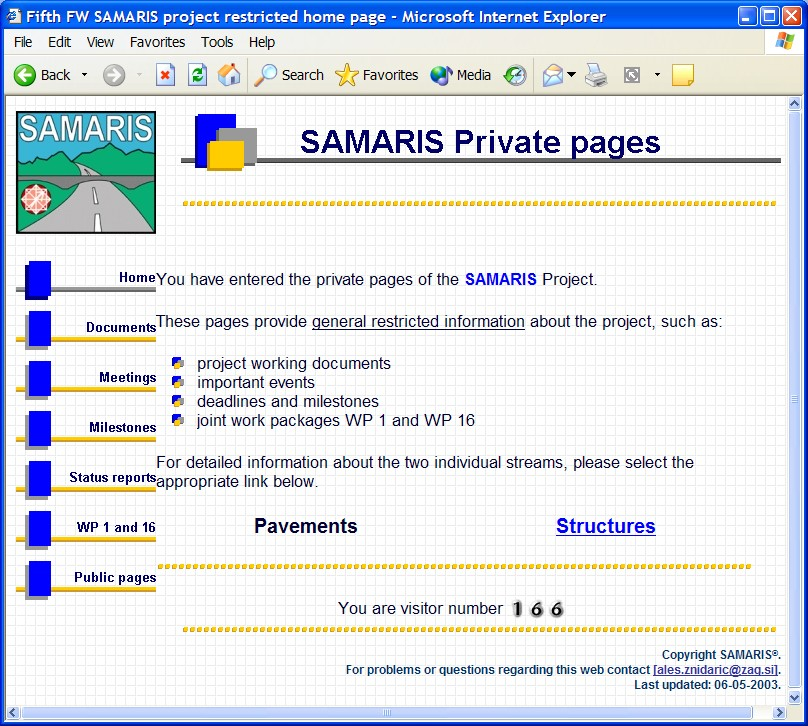 Fifth FW SAMARIS project restricted home page - Microsoft Internet Explorer
File Edit View Favorites Tools Help
Back Search Favorites Media
SAMARIS
SAMARIS Private pages
Home
Documents
Meetings
Milestones
Status reports
WP 1 and 16
Public pages
You have entered the private pages of the SAMARIS Project.
These pages provide general restricted information about the project, such as:
project working documents
important events
deadlines and milestones
joint work packages WP 1 and WP 16
For detailed information about the two individual streams, please select the
appropriate link below.
Pavements Structures
You are visitor number 166
Copyright SAMARIS®.
For problems or questions regarding this web contact [ales.znidaric@zag.si].
Last updated: 06-05-2003.